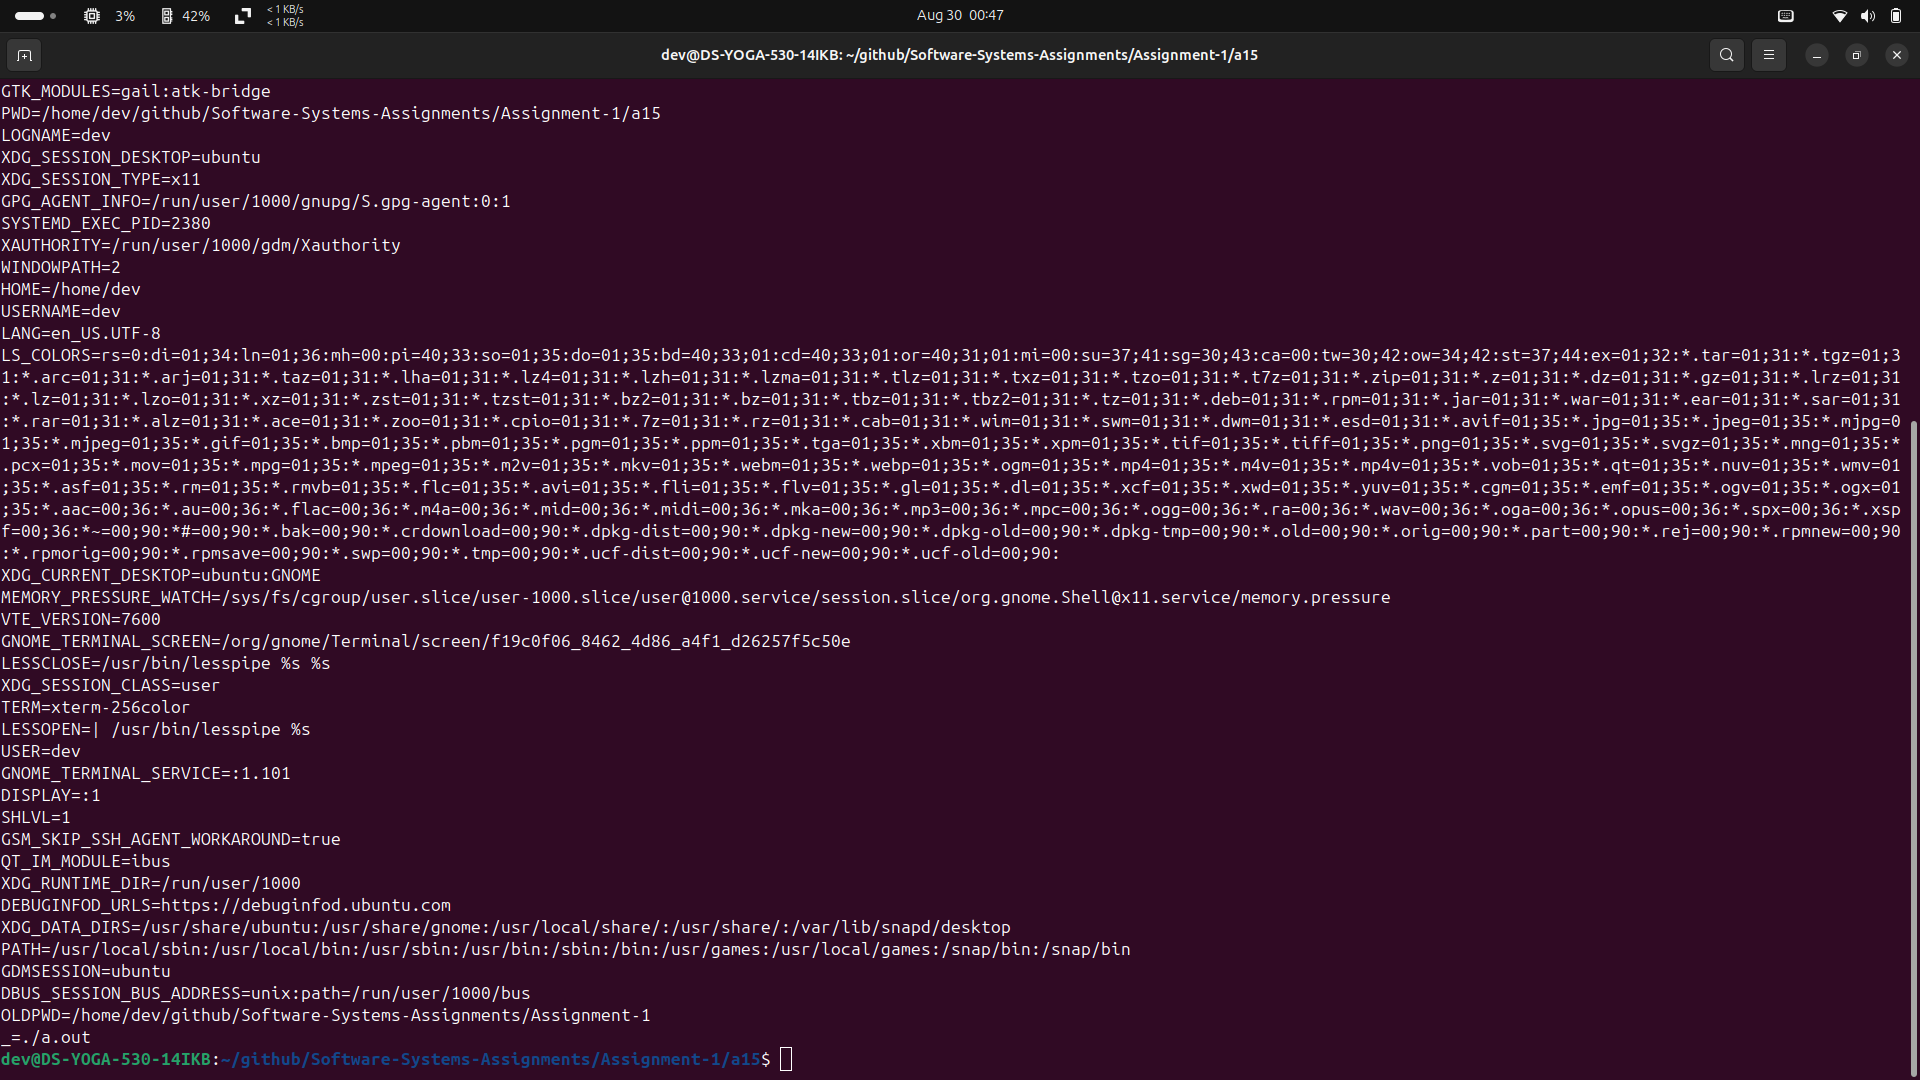 3% 42% < 1 KB/s
< 1 KB/s
Aug 30 00:47
dev@DS-YOGA-530-14IKB: ~/github/Software-Systems-Assignments/Assignment-1/a15
GTK_MODULES=gail:atk-bridge
PWD=/home/dev/github/Software-Systems-Assignments/Assignment-1/a15
LOGNAME=dev
XDG_SESSION_DESKTOP=ubuntu
XDG_SESSION_TYPE=x11
GPG_AGENT_INFO=/run/user/1000/gnupg/S.gpg-agent:0:1
SYSTEMD_EXEC_PID=2380
XAUTHORITY=/run/user/1000/gdm/Xauthority
WINDOWPATH=2
HOME=/home/dev
USERNAME=dev
LANG=en_US.UTF-8
LS_COLORS=rs=0:di=01;34:ln=01;36:mh=00:pi=40;33:so=01;35:do=01;35:bd=40;33;01:cd=40;33;01:or=40;31;01:mi=00:su=37;41:sg=30;43:ca=00:tw=30;42:ow=34;42:st=37;44:ex=01;32:*.tar=01;31:*.tgz=01;3
1:*.arc=01;31:*.arj=01;31:*.taz=01;31:*.lha=01;31:*.lz4=01;31:*.lzh=01;31:*.lzma=01;31:*.tlz=01;31:*.txz=01;31:*.tzo=01;31:*.t7z=01;31:*.zip=01;31:*.z=01;31:*.dz=01;31:*.gz=01;31:*.lrz=01;31
:*.lz=01;31:*.lzo=01;31:*.xz=01;31:*.zst=01;31:*.tzst=01;31:*.bz2=01;31:*.bz=01;31:*.tbz=01;31:*.tbz2=01;31:*.tz=01;31:*.deb=01;31:*.rpm=01;31:*.jar=01;31:*.war=01;31:*.ear=01;31:*.sar=01;31
:*.rar=01;31:*.alz=01;31:*.ace=01;31:*.zoo=01;31:*.cpio=01;31:*.7z=01;31:*.rz=01;31:*.cab=01;31:*.wim=01;31:*.swm=01;31:*.dwm=01;31:*.esd=01;31:*.avif=01;35:*.jpg=01;35:*.jpeg=01;35:*.mjpg=0
1;35:*.mjpeg=01;35:*.gif=01;35:*.bmp=01;35:*.pbm=01;35:*.pgm=01;35:*.ppm=01;35:*.tga=01;35:*.xbm=01;35:*.xpm=01;35:*.tif=01;35:*.tiff=01;35:*.png=01;35:*.svg=01;35:*.svgz=01;35:*.mng=01;35:*
.pcx=01;35:*.mov=01;35:*.mpg=01;35:*.mpeg=01;35:*.m2v=01;35:*.mkv=01;35:*.webm=01;35:*.webp=01;35:*.ogm=01;35:*.mp4=01;35:*.m4v=01;35:*.mp4v=01;35:*.vob=01;35:*.qt=01;35:*.nuv=01;35:*.wmv=01
;35:*.asf=01;35:*.rm=01;35:*.rmvb=01;35:*.flc=01;35:*.avi=01;35:*.fli=01;35:*.flv=01;35:*.gl=01;35:*.dl=01;35:*.xcf=01;35:*.xwd=01;35:*.yuv=01;35:*.cgm=01;35:*.emf=01;35:*.ogv=01;35:*.ogx=01
;35:*.aac=00;36:*.au=00;36:*.flac=00;36:*.m4a=00;36:*.mid=00;36:*.midi=00;36:*.mka=00;36:*.mp3=00;36:*.mpc=00;36:*.ogg=00;36:*.ra=00;36:*.wav=00;36:*.oga=00;36:*.opus=00;36:*.spx=00;36:*.xsp
f=00;36:*~=00;90:*#=00;90:*.bak=00;90:*.crdownload=00;90:*.dpkg-dist=00;90:*.dpkg-new=00;90:*.dpkg-old=00;90:*.dpkg-tmp=00;90:*.old=00;90:*.orig=00;90:*.part=00;90:*.rej=00;90:*.rpmnew=00;90
:*.rpmorig=00;90:*.rpmsave=00;90:*.swp=00;90:*.tmp=00;90:*.ucf-dist=00;90:*.ucf-new=00;90:*.ucf-old=00;90:
XDG_CURRENT_DESKTOP=ubuntu:GNOME
MEMORY_PRESSURE_WATCH=/sys/fs/cgroup/user.slice/user-1000.slice/user@1000.service/session.slice/org.gnome.Shell@x11.service/memory.pressure
VTE_VERSION=7600
GNOME_TERMINAL_SCREEN=/org/gnome/Terminal/screen/f19c0f06_8462_4d86_a4f1_d26257f5c50e
LESSCLOSE=/usr/bin/lesspipe %s %s
XDG_SESSION_CLASS=user
TERM=xterm-256color
LESSOPEN=| /usr/bin/lesspipe %s
USER=dev
GNOME_TERMINAL_SERVICE=:1.101
DISPLAY=:1
SHLVL=1
GSM_SKIP_SSH_AGENT_WORKAROUND=true
QT_IM_MODULE=ibus
XDG_RUNTIME_DIR=/run/user/1000
DEBUGINFOD_URLS=https://debuginfod.ubuntu.com
XDG_DATA_DIRS=/usr/share/ubuntu:/usr/share/gnome:/usr/local/share/:/usr/share/:/var/lib/snapd/desktop
PATH=/usr/local/sbin:/usr/local/bin:/usr/sbin:/usr/bin:/sbin:/bin:/usr/games:/usr/local/games:/snap/bin:/snap/bin
GDMSESSION=ubuntu
DBUS_SESSION_BUS_ADDRESS=unix:path=/run/user/1000/bus
OLDPWD=/home/dev/github/Software-Systems-Assignments/Assignment-1
_=./a.out
dev@DS-YOGA-530-14IKB:~/github/Software-Systems-Assignments/Assignment-1/a15$